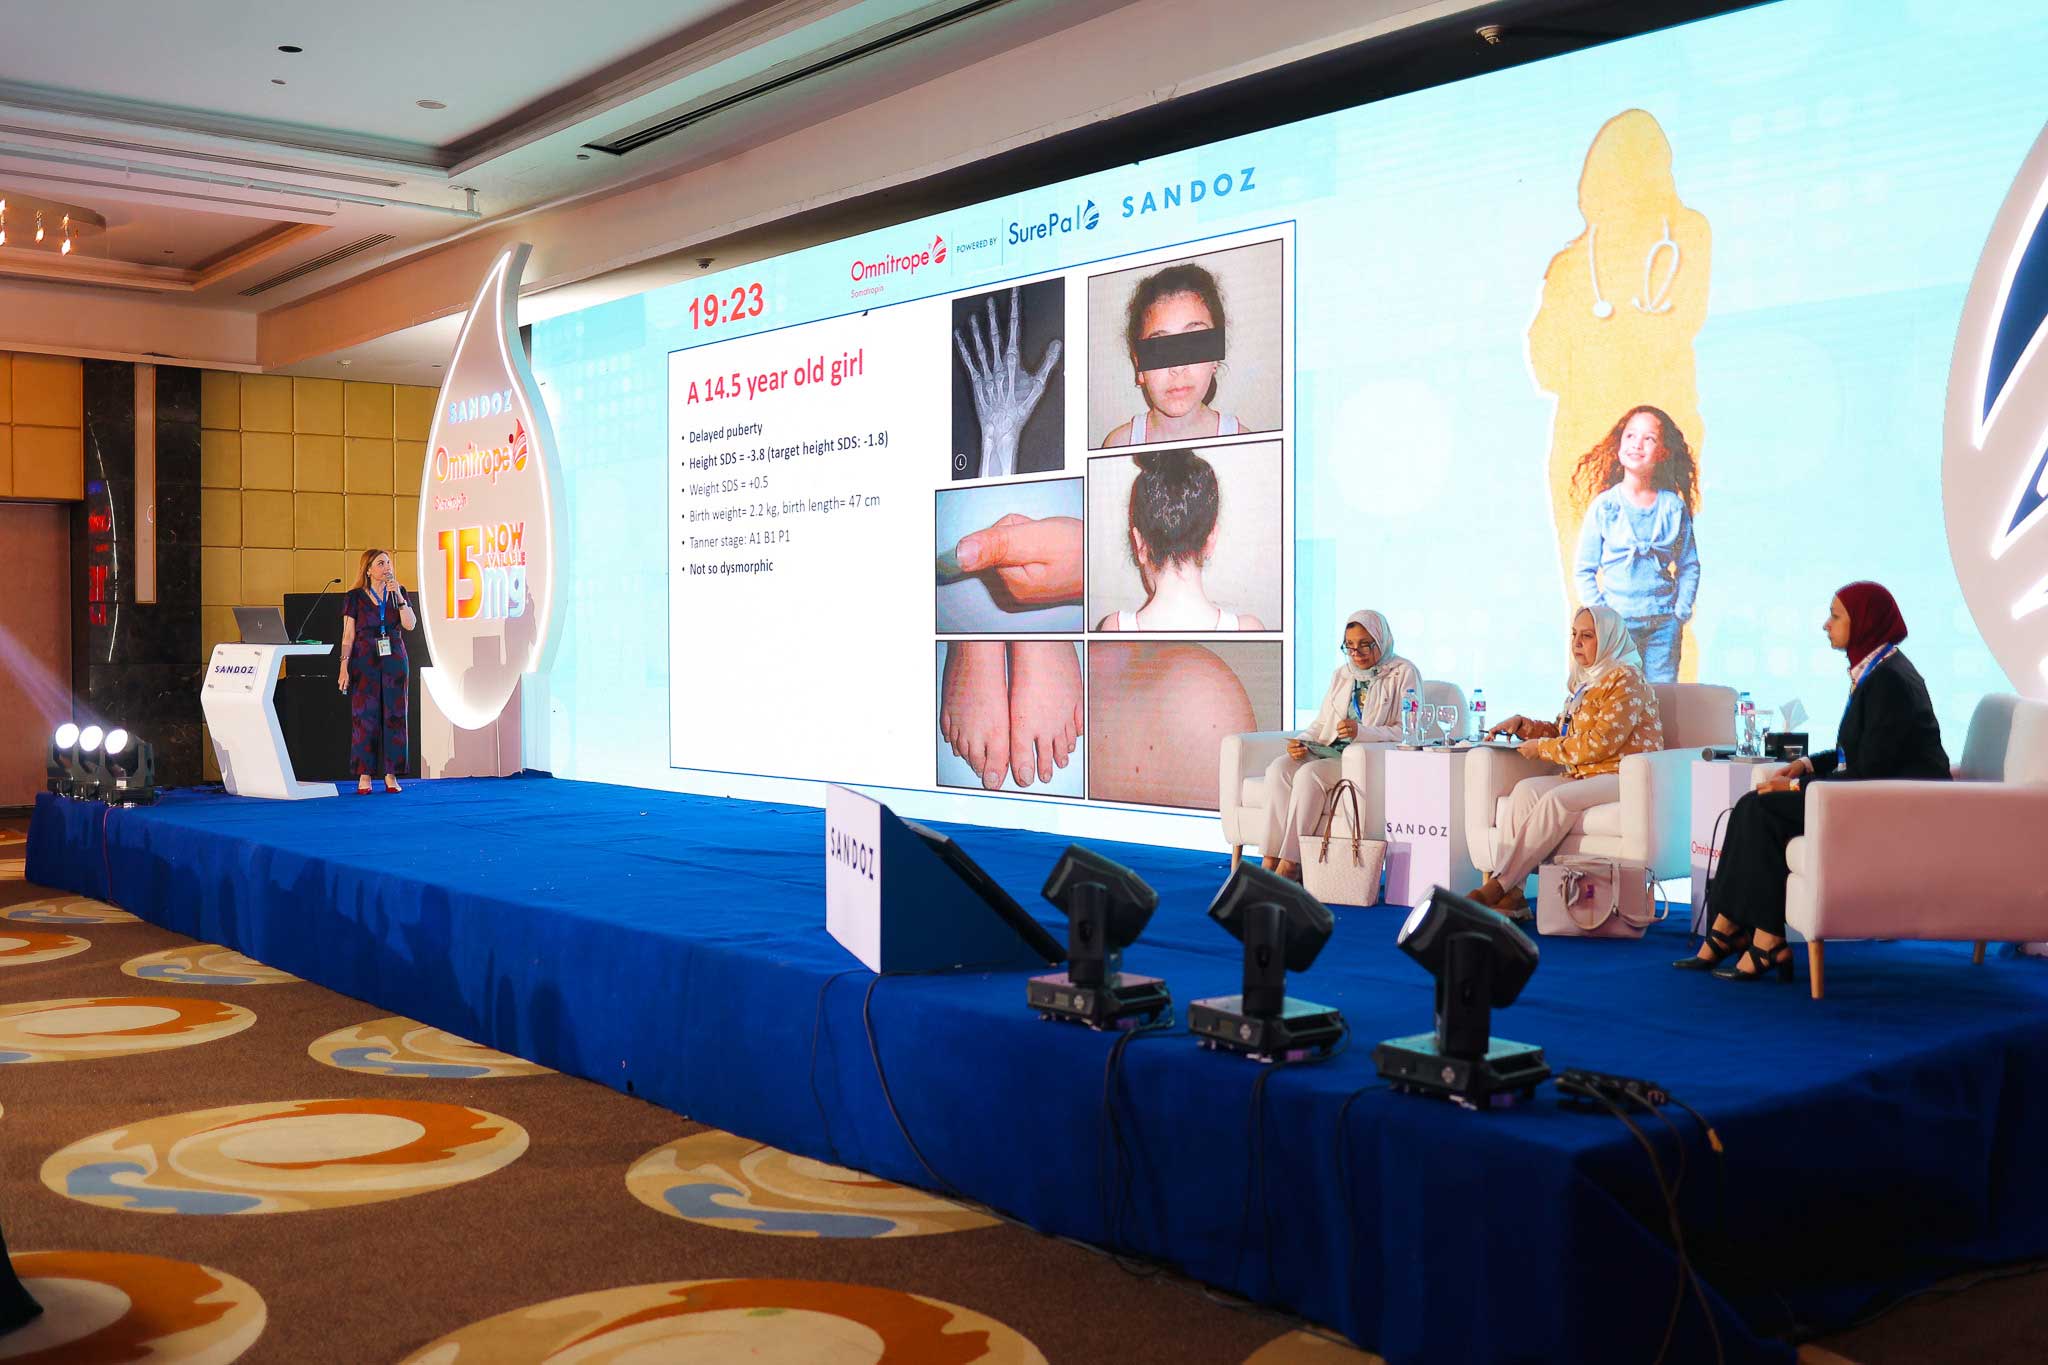 19:23
Omnitrope
Somatropin
POWERED BY
SurePal
SANDOZ
A 14.5 year old girl
• Delayed puberty
• Height SDS = -3.8 (target height SDS: -1.8)
• Weight SDS = +0.5
• Birth weight= 2.2 kg, birth length= 47 cm
• Tanner stage: A1 B1 P1
• Not so dysmorphic
L
SANDOZ
Omnitrope
Somatropin
15 mg
NOW
AVAILABLE
SANDOZ
SANDOZ
SANDOZ